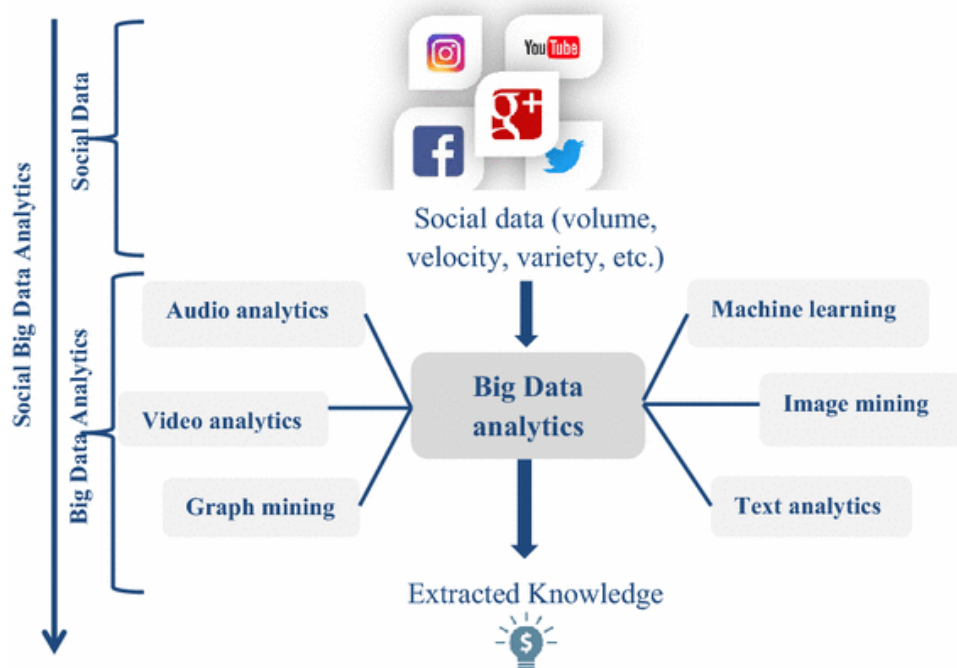 YouTube
g+
f
Social data (volume,
velocity, variety, etc.)
Social Big Data Analytics
Social Data
Big Data Analytics
Audio analytics
Video analytics
Graph mining
Big Data
analytics
Machine learning
Image mining
Text analytics
Extracted Knowledge
$